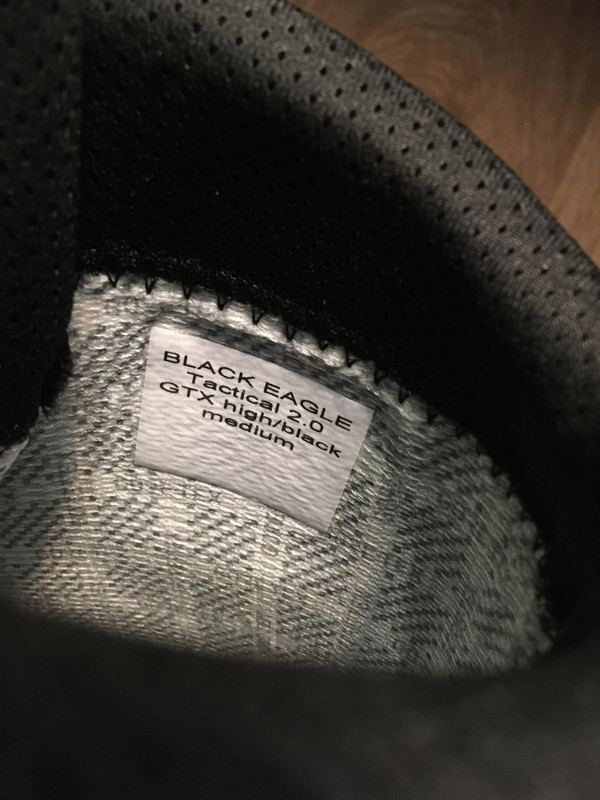 BLACK EAGLE
Tactical 2.0
GTX high/black
medium